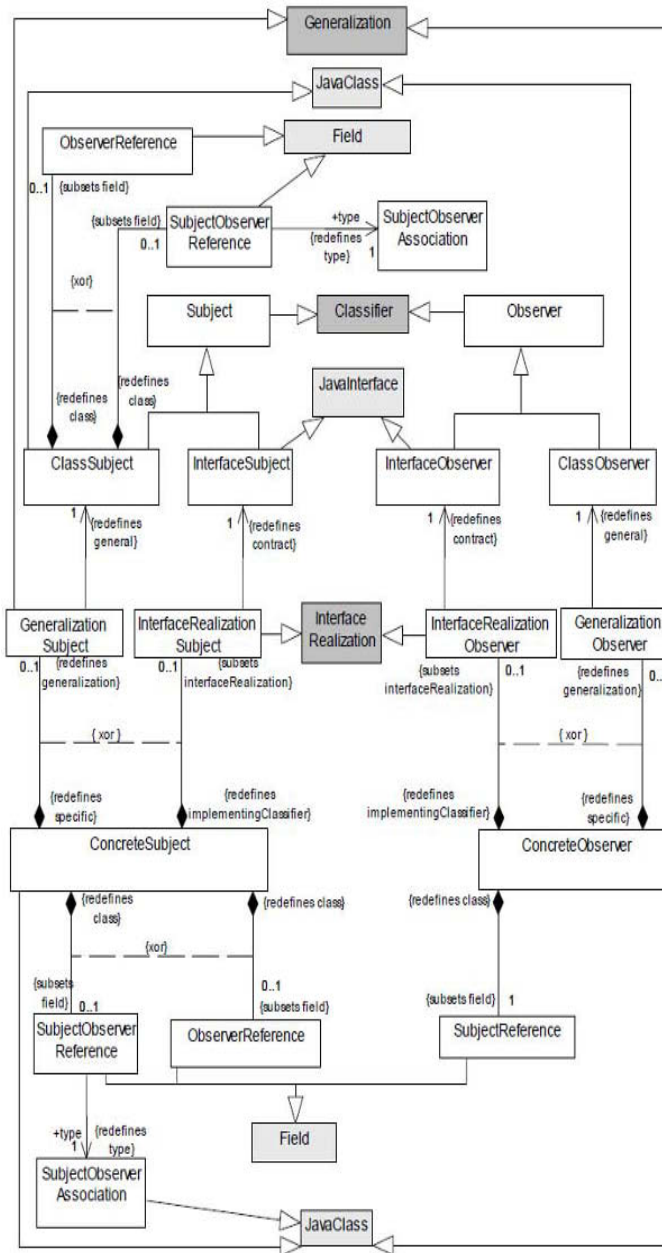 Generalization
JavaClass
ObserverReference
Field
0..1
{subsets field}
{subsets field}
0..1
SubjectObserver
Reference
+type
{redefines
type}
1
SubjectObserver
Association
{xor}
Subject
Classifier
Observer
JavaInterface
{redefines
class}
{redefines
class}
ClassSubject
InterfaceSubject
InterfaceObserver
ClassObserver
1
{redefines
general}
1
{redefines
contract}
1
{redefines
contract}
1
{redefines
general}
Generalization
Subject
InterfaceRealization
Subject
Interface
Realization
InterfaceRealization
Observer
Generalization
Observer
0..1
{redefines
generalization}
0..1
{subsets
interfaceRealization}
{subsets
interfaceRealization}
0..1
{redefines
generalization}
0..
{ xor }
{ xor }
{redefines
specific}
{redefines
implementingClassifier}
{redefines
implementingClassifier}
{redefines
specific}
ConcreteSubject
ConcreteObserver
{redefines
class}
{redefines class}
{redefines class}
{xor}
{subsets
field}
0..1
0..1
{subsets field}
{subsets field}
1
SubjectObserver
Reference
ObserverReference
SubjectReference
Field
+type
1
{redefines
type}
SubjectObserver
Association
JavaClass